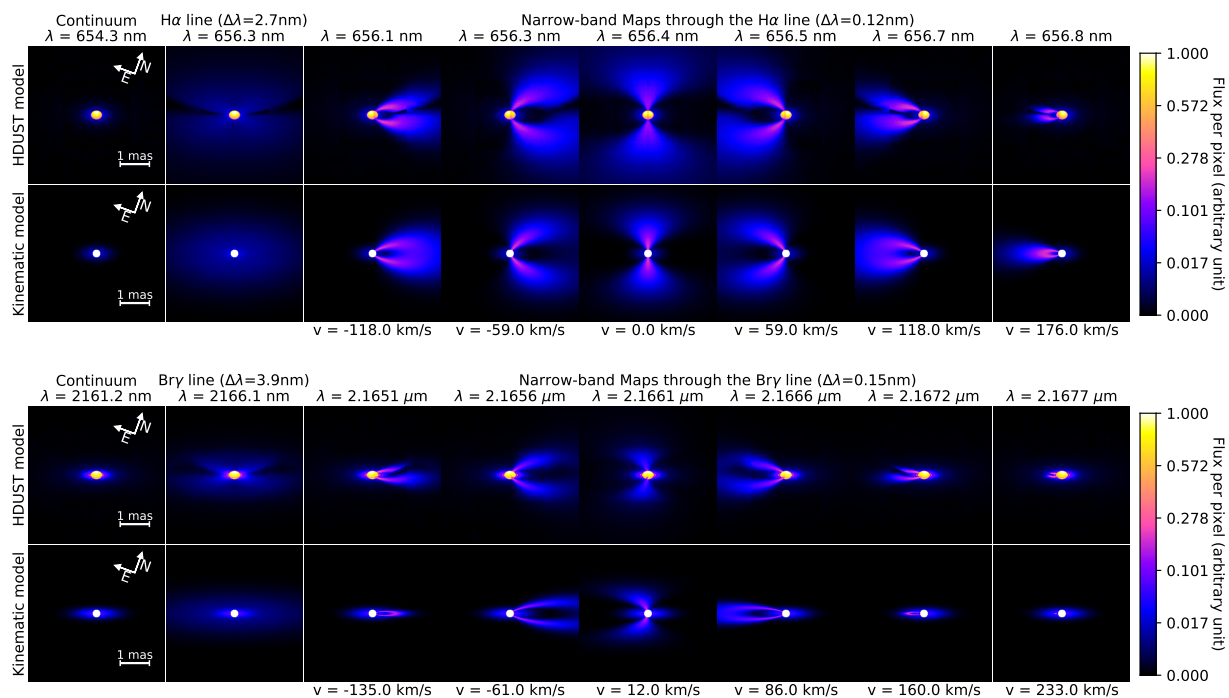 Continuum Hα line (Δλ=2.7nm) Narrow-band Maps through the Hα line (Δλ=0.12nm)
λ = 654.3 nm λ = 656.3 nm λ = 656.1 nm λ = 656.3 nm λ = 656.4 nm λ = 656.5 nm λ = 656.7 nm λ = 656.8 nm
HDUST model
N
E
1 mas
Kinematic model
N
E
1 mas
1.000
0.572
0.278
0.101
0.017
0.000
Flux per pixel (arbitrary unit)
v = -118.0 km/s v = -59.0 km/s v = 0.0 km/s v = 59.0 km/s v = 118.0 km/s v = 176.0 km/s
Continuum Brγ line (Δλ=3.9nm) Narrow-band Maps through the Brγ line (Δλ=0.15nm)
λ = 2161.2 nm λ = 2166.1 nm λ = 2.1651 μm λ = 2.1656 μm λ = 2.1661 μm λ = 2.1666 μm λ = 2.1672 μm λ = 2.1677 μm
HDUST model
N
E
1 mas
Kinematic model
N
E
1 mas
1.000
0.572
0.278
0.101
0.017
0.000
Flux per pixel (arbitrary unit)
v = -135.0 km/s v = -61.0 km/s v = 12.0 km/s v = 86.0 km/s v = 160.0 km/s v = 233.0 km/s